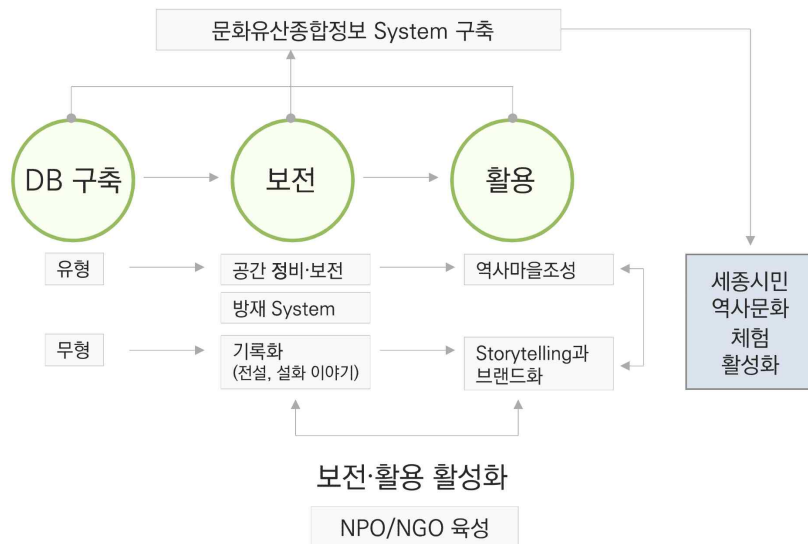 문화유산종합정보 System 구축
DB 구축
보전
활용
유형
공간 정비·보전
역사마을조성
방재 System
무형
기록화
(전설, 설화 이야기)
Storytelling과
브랜드화
세종시민
역사문화
체험
활성화
보전·활용 활성화
NPO/NGO 육성